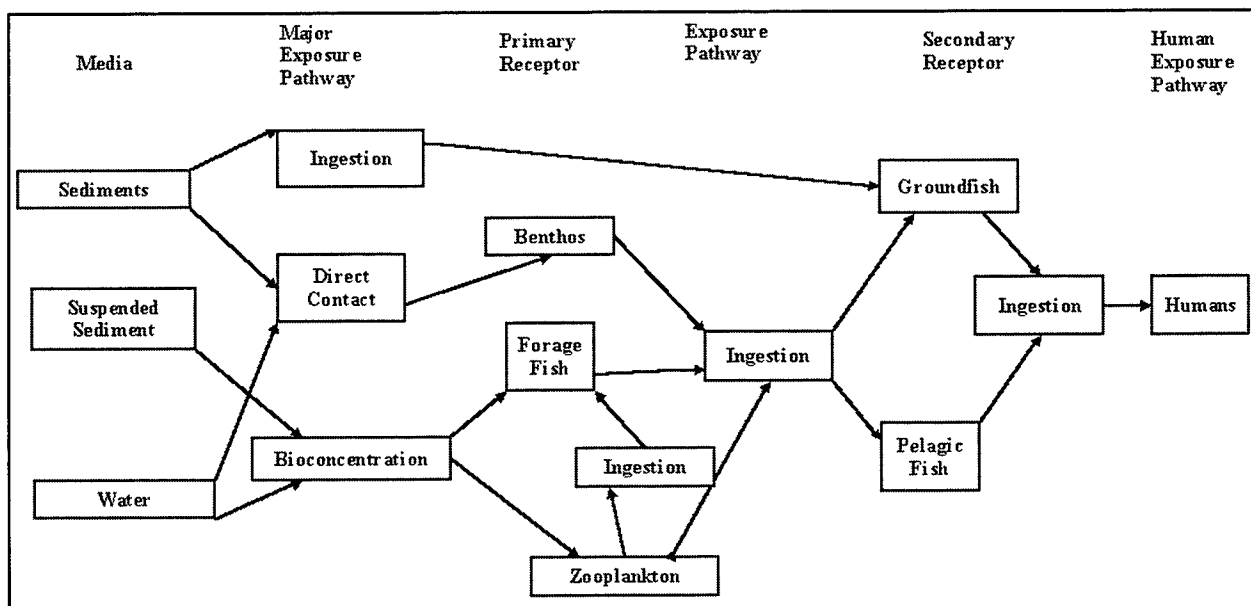 Media
Major
Exposure
Pathway
Primary
Receptor
Exposure
Pathway
Secondary
Receptor
Human
Exposure
Pathway
Sediments
Ingestion
Groundfish
Benthos
Direct
Contact
Suspended
Sediment
Ingestion
Humans
Forage
Fish
Ingestion
Bioconcentration
Ingestion
Pelagic
Fish
Water
Zooplankton